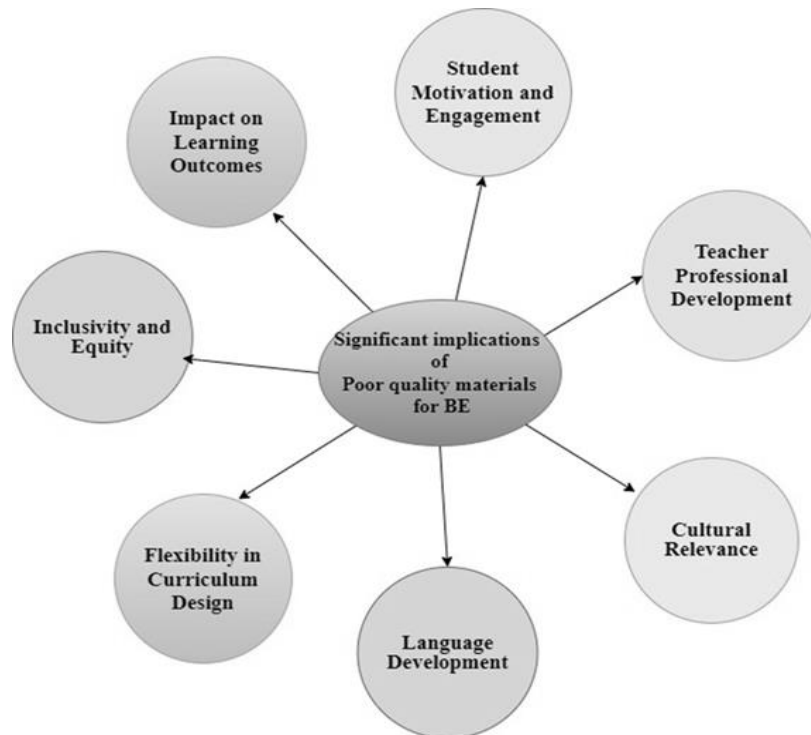 Student
Motivation and
Engagement
Impact on
Learning
Outcomes
Teacher
Professional
Development
Inclusivity and
Equity
Significant implications
of
Poor quality materials
for BE
Cultural
Relevance
Flexibility in
Curriculum
Design
Language
Development